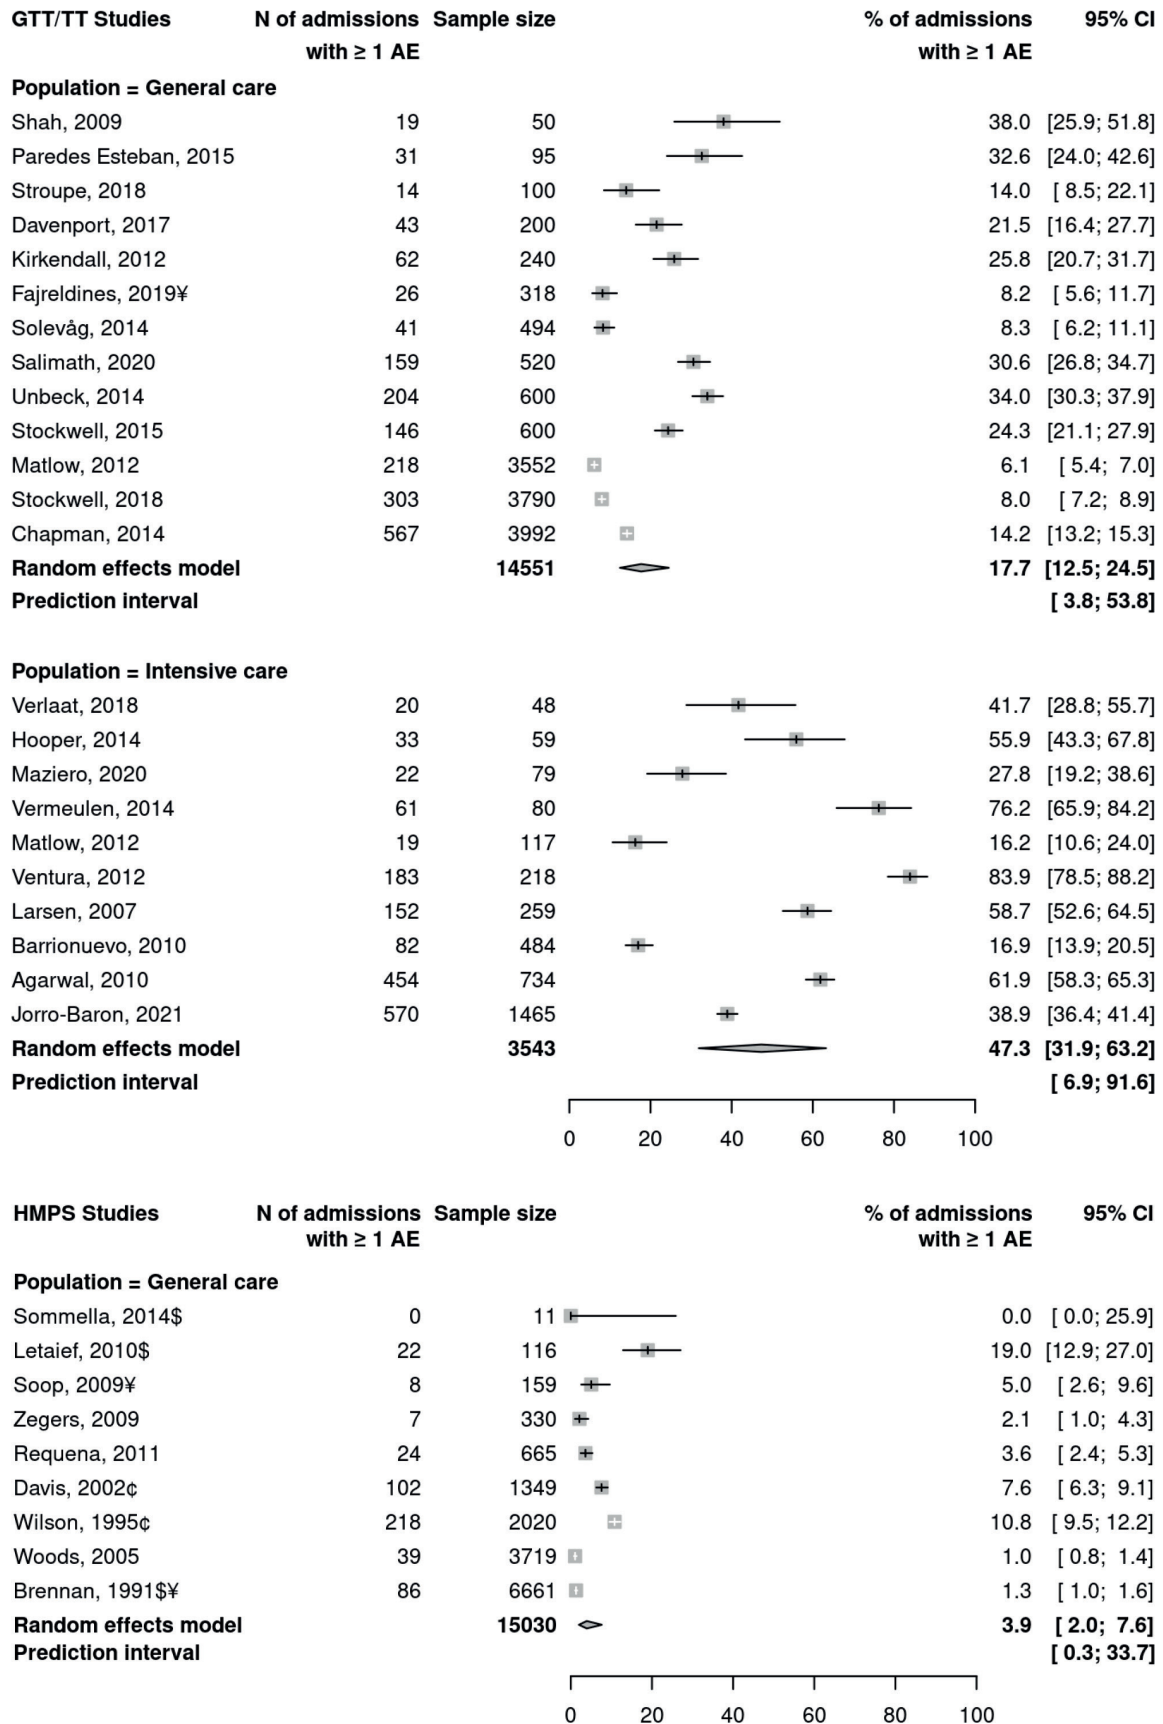 GTT/TT Studies N of admissions Sample size % of admissions 95% CI
with ≥ 1 AE with ≥ 1 AE
Population = General care
Shah, 2009 19 50 38.0 [25.9; 51.8]
Paredes Esteban, 2015 31 95 32.6 [24.0; 42.6]
Stroupe, 2018 14 100 14.0 [ 8.5; 22.1]
Davenport, 2017 43 200 21.5 [16.4; 27.7]
Kirkendall, 2012 62 240 25.8 [20.7; 31.7]
Fajreldines, 2019¥ 26 318 8.2 [ 5.6; 11.7]
Solevåg, 2014 41 494 8.3 [ 6.2; 11.1]
Salimath, 2020 159 520 30.6 [26.8; 34.7]
Unbeck, 2014 204 600 34.0 [30.3; 37.9]
Stockwell, 2015 146 600 24.3 [21.1; 27.9]
Matlow, 2012 218 3552 6.1 [ 5.4; 7.0]
Stockwell, 2018 303 3790 8.0 [ 7.2; 8.9]
Chapman, 2014 567 3992 14.2 [13.2; 15.3]
Random effects model 14551 17.7 [12.5; 24.5]
Prediction interval [ 3.8; 53.8]
Population = Intensive care
Verlaat, 2018 20 48 41.7 [28.8; 55.7]
Hooper, 2014 33 59 55.9 [43.3; 67.8]
Maziero, 2020 22 79 27.8 [19.2; 38.6]
Vermeulen, 2014 61 80 76.2 [65.9; 84.2]
Matlow, 2012 19 117 16.2 [10.6; 24.0]
Ventura, 2012 183 218 83.9 [78.5; 88.2]
Larsen, 2007 152 259 58.7 [52.6; 64.5]
Barrionuevo, 2010 82 484 16.9 [13.9; 20.5]
Agarwal, 2010 454 734 61.9 [58.3; 65.3]
Jorro-Baron, 2021 570 1465 38.9 [36.4; 41.4]
Random effects model 3543 47.3 [31.9; 63.2]
Prediction interval [ 6.9; 91.6]
0 20 40 60 80 100
HMPS Studies N of admissions Sample size % of admissions 95% CI
with ≥ 1 AE with ≥ 1 AE
Population = General care
Sommella, 2014$ 0 11 0.0 [ 0.0; 25.9]
Letaief, 2010$ 22 116 19.0 [12.9; 27.0]
Soop, 2009¥ 8 159 5.0 [ 2.6; 9.6]
Zegers, 2009 7 330 2.1 [ 1.0; 4.3]
Requena, 2011 24 665 3.6 [ 2.4; 5.3]
Davis, 2002¢ 102 1349 7.6 [ 6.3; 9.1]
Wilson, 1995¢ 218 2020 10.8 [ 9.5; 12.2]
Woods, 2005 39 3719 1.0 [ 0.8; 1.4]
Brennan, 1991$¥ 86 6661 1.3 [ 1.0; 1.6]
Random effects model 15030 3.9 [ 2.0; 7.6]
Prediction interval [ 0.3; 33.7]
0 20 40 60 80 100